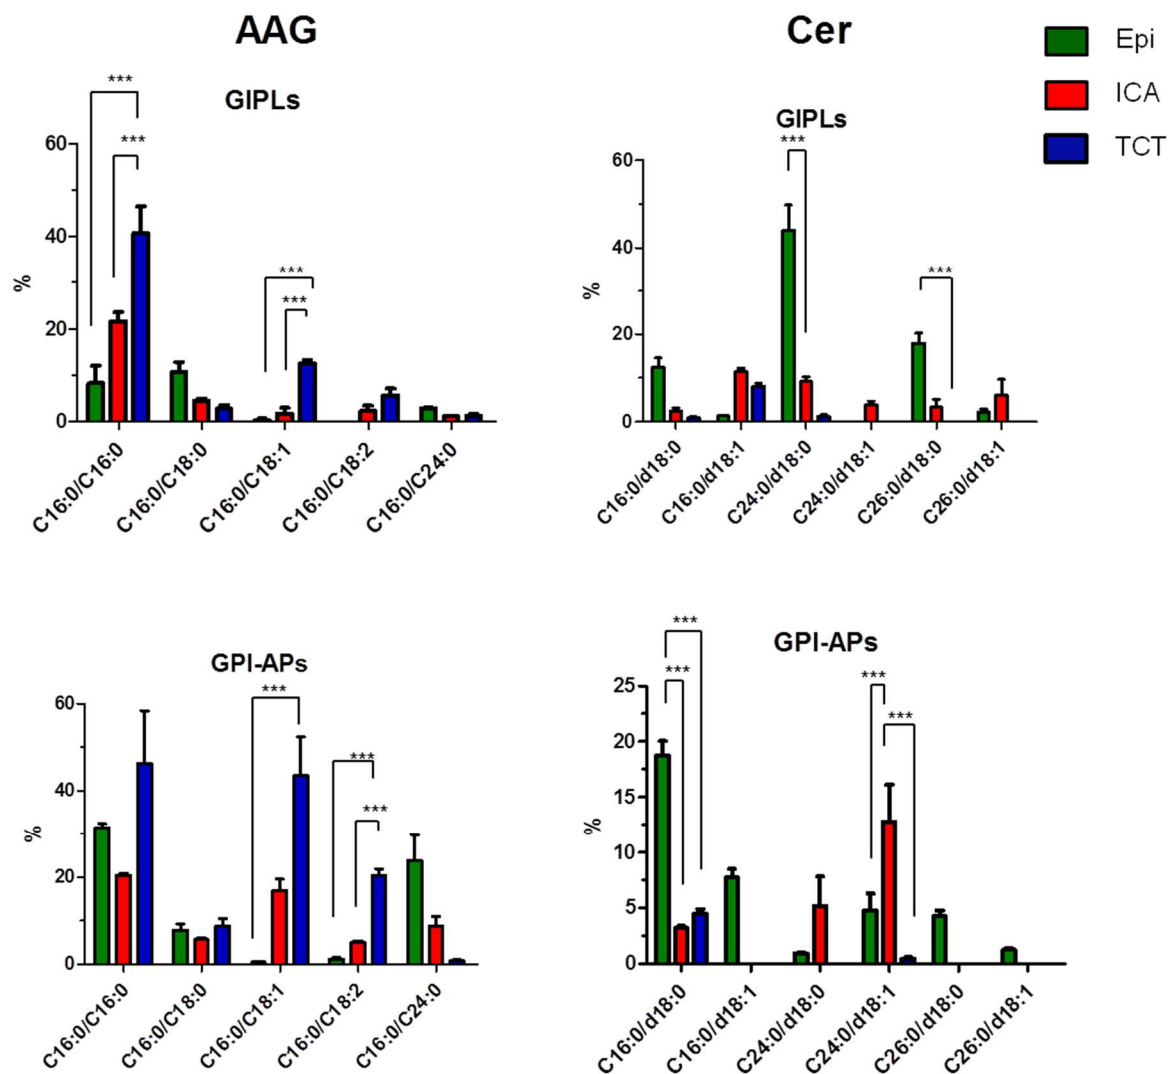 AAG
Cer
Epi
ICA
TCT
GIPLs
***
***
***
***
%
60
40
20
0
C16:0/C16:0
C16:0/C18:0
C16:0/C18:1
C16:0/C18:2
C16:0/C24:0
GIPLs
***
***
%
60
40
20
0
C16:0/d18:0
C16:0/d18:1
C24:0/d18:0
C24:0/d18:1
C26:0/d18:0
C26:0/d18:1
GPI-APs
***
***
***
%
60
40
20
0
C16:0/C16:0
C16:0/C18:0
C16:0/C18:1
C16:0/C18:2
C16:0/C24:0
GPI-APs
***
***
***
***
%
25
20
15
10
5
0
C16:0/d18:0
C16:0/d18:1
C24:0/d18:0
C24:0/d18:1
C26:0/d18:0
C26:0/d18:1